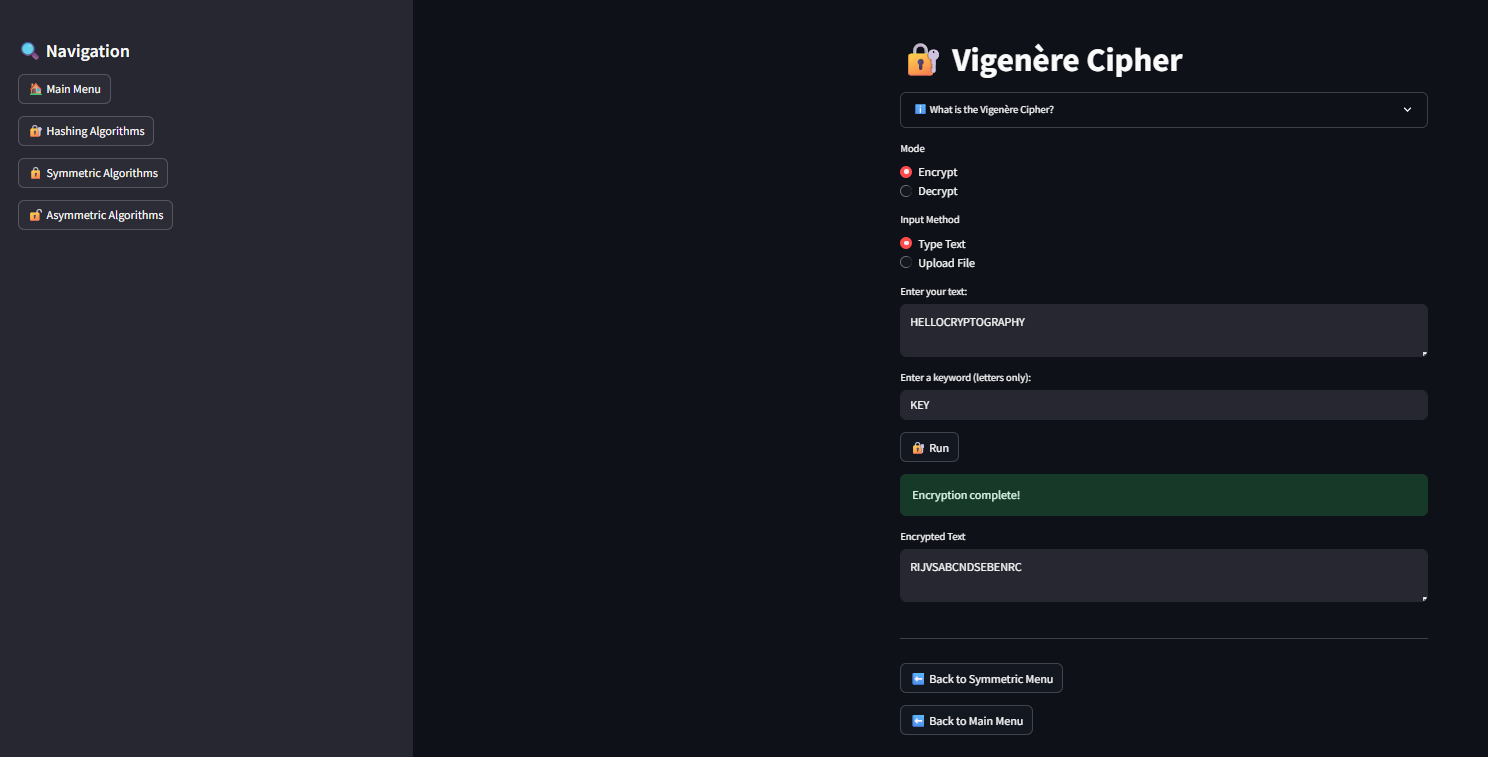 Navigation
Main Menu
Hashing Algorithms
Symmetric Algorithms
Asymmetric Algorithms
Vigenère Cipher
What is the Vigenère Cipher?
Mode
Encrypt
Decrypt
Input Method
Type Text
Upload File
Enter your text:
HELLOCRYPTOGRAPHY
Enter a keyword (letters only):
KEY
Run
Encryption complete!
Encrypted Text
RIJVSABCNDSEBENRC
Back to Symmetric Menu
Back to Main Menu